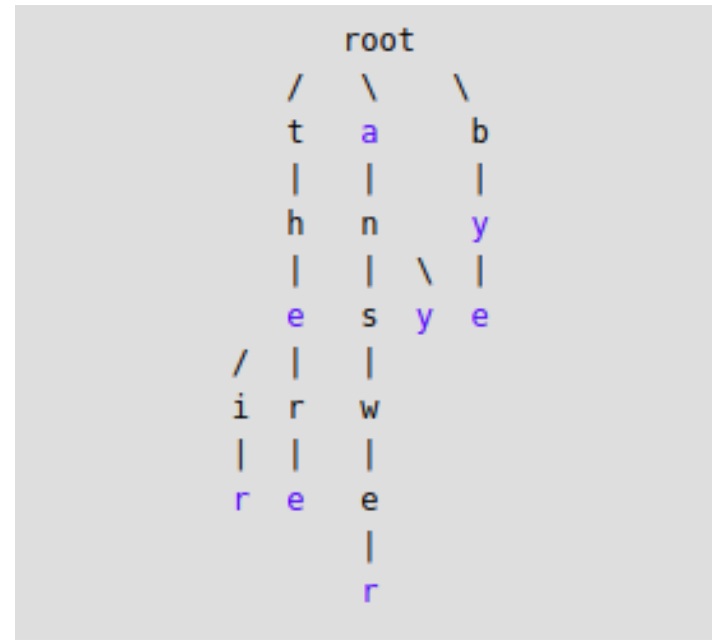 root
/ \ \
t a b
| | |
h n y
| | \ |
e s y e
/ | |
i r w
| | |
r e e
|
r